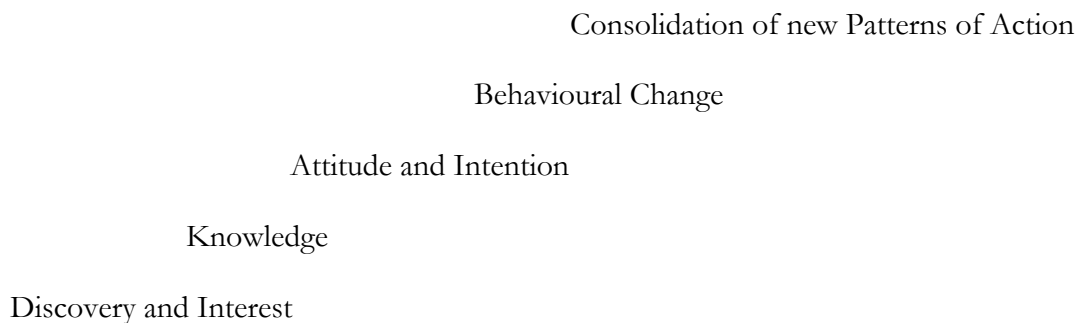 Consolidation of new Patterns of Action
Behavioural Change
Attitude and Intention
Knowledge
Discovery and Interest